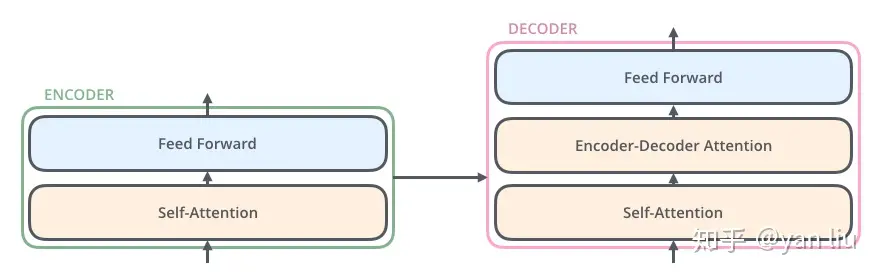 ENCODER
Feed Forward
Self-Attention
DECODER
Feed Forward
Encoder-Decoder Attention
Self-Attention
知乎 @yan liu